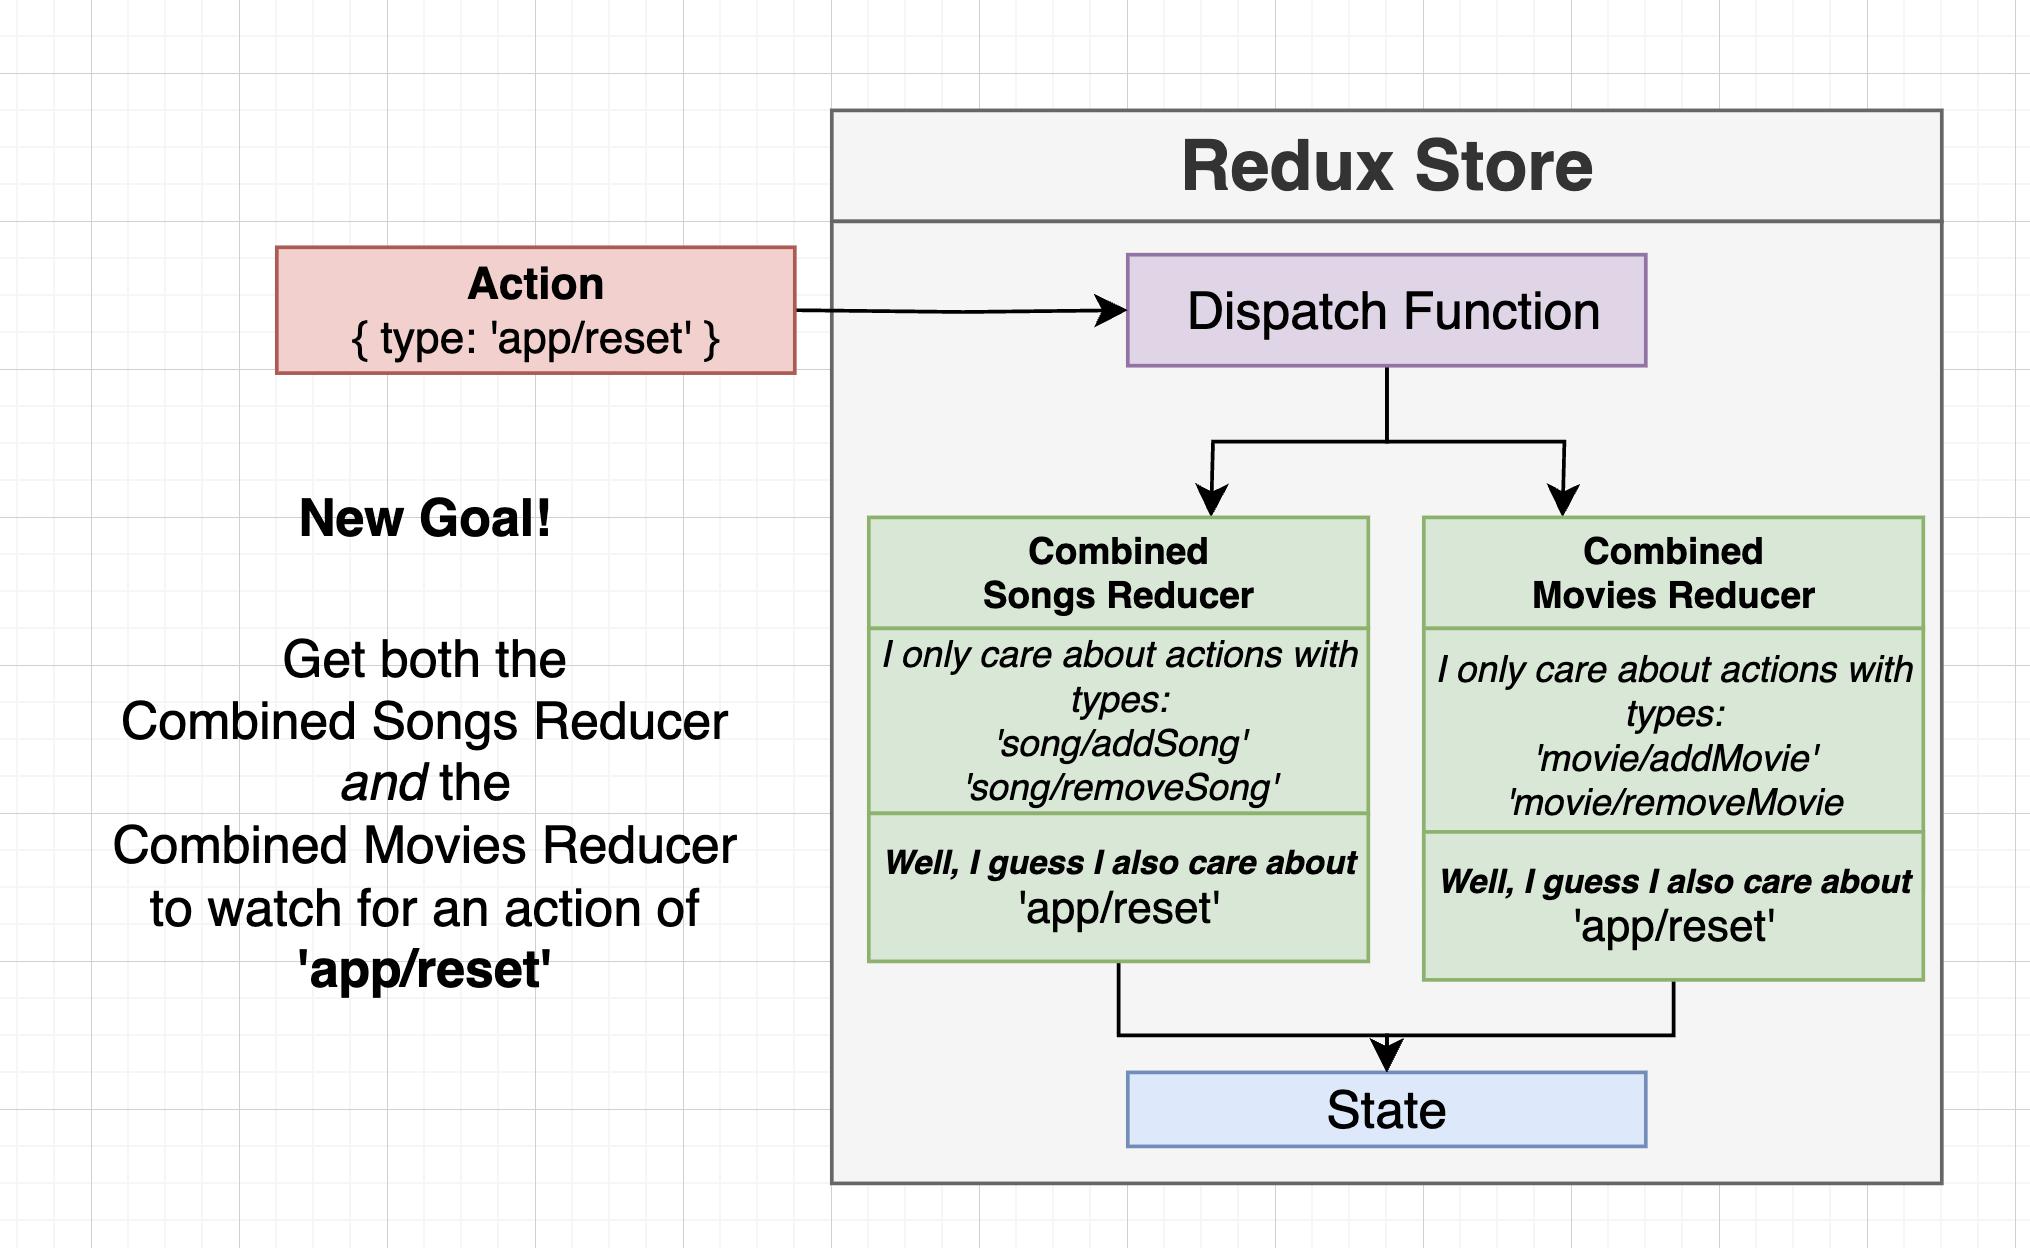 Redux Store
Action
{ type: 'app/reset' }
Dispatch Function
New Goal!
Get both the
Combined Songs Reducer
and the
Combined Movies Reducer
to watch for an action of
'app/reset'
Combined
Songs Reducer
I only care about actions with
types:
'song/addSong'
'song/removeSong'
Well, I guess I also care about
'app/reset'
Combined
Movies Reducer
I only care about actions with
types:
'movie/addMovie'
'movie/removeMovie
Well, I guess I also care about
'app/reset'
State